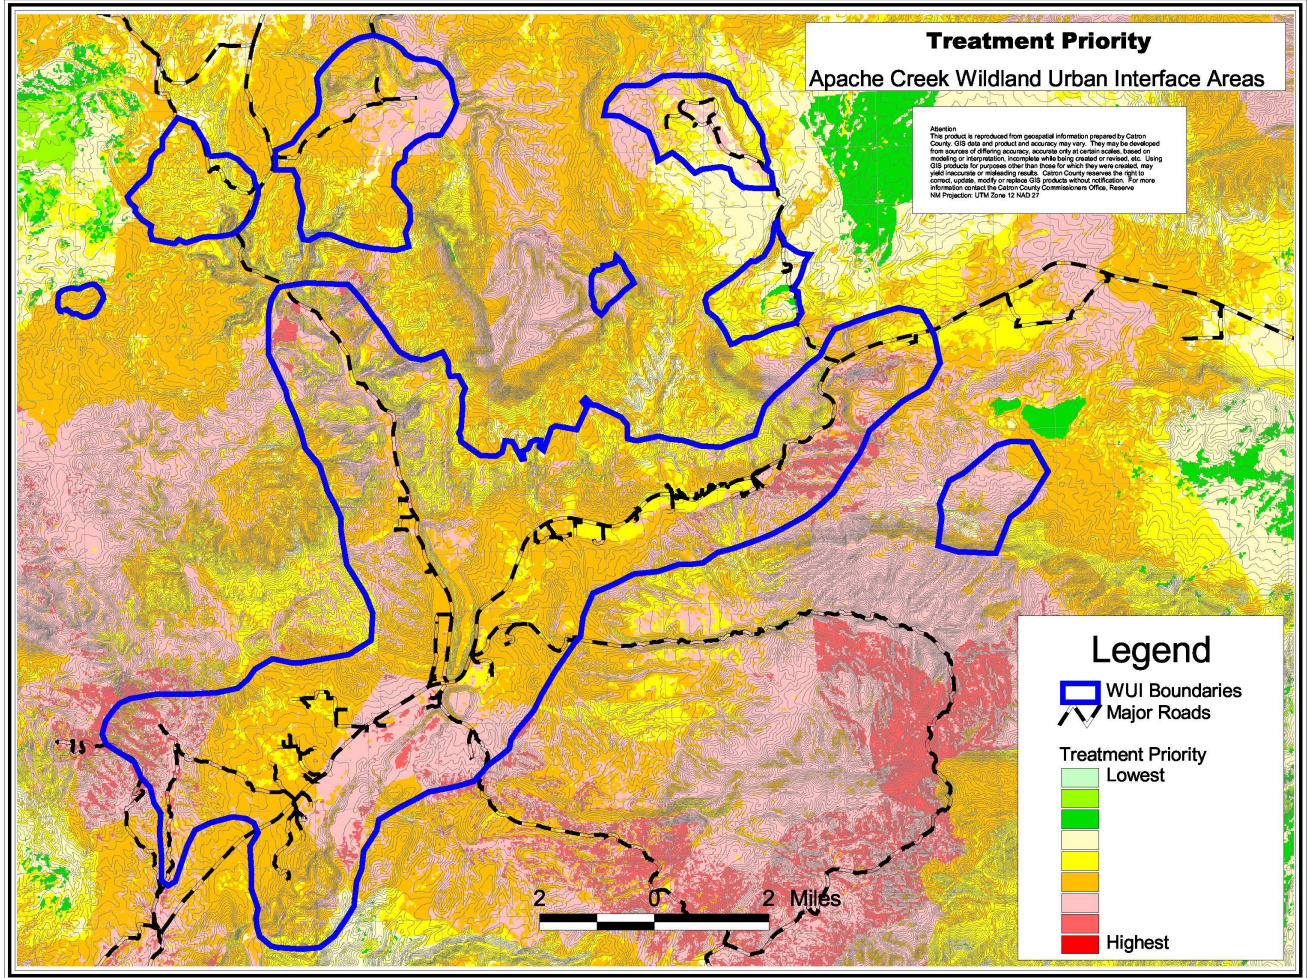 Treatment Priority
Apache Creek Wildland Urban Interface Areas
Attention
This product is reproduced from geospatial information prepared by Catron
County. GIS data and product and accuracy may vary. They may be developed
from sources of differing accuracy, accurate only at certain scales, based on
modeling or interpretation, incomplete while being created or revised, etc. Using
GIS products for purposes other than those for which they were created, may
yield inaccurate or misleading results. Catron County reserves the right to
correct, update, modify or replace GIS products without notification. For more
information contact the Catron County Commissioners Office, Reserve
NM Projection: UTM Zone 12 NAD 27
Legend
WUI Boundaries
Major Roads
Treatment Priority
Lowest
Highest
2 0 2 Miles